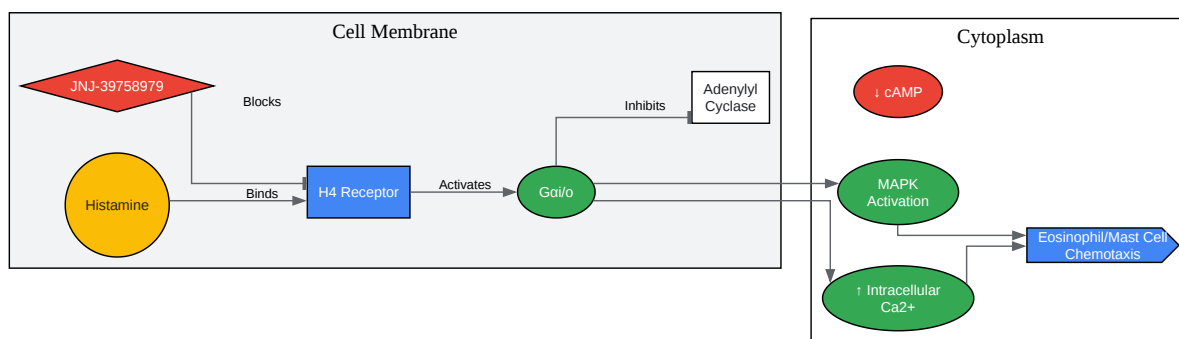 Cell Membrane
JNJ-39758979
Blocks
Inhibits
Adenylyl
Cyclase
Histamine
Binds
H4 Receptor
Activates
Gαi/o
Cytoplasm
↓ cAMP
MAPK
Activation
Eosinophil/Mast Cell
Chemotaxis
↑ Intracellular
Ca2+